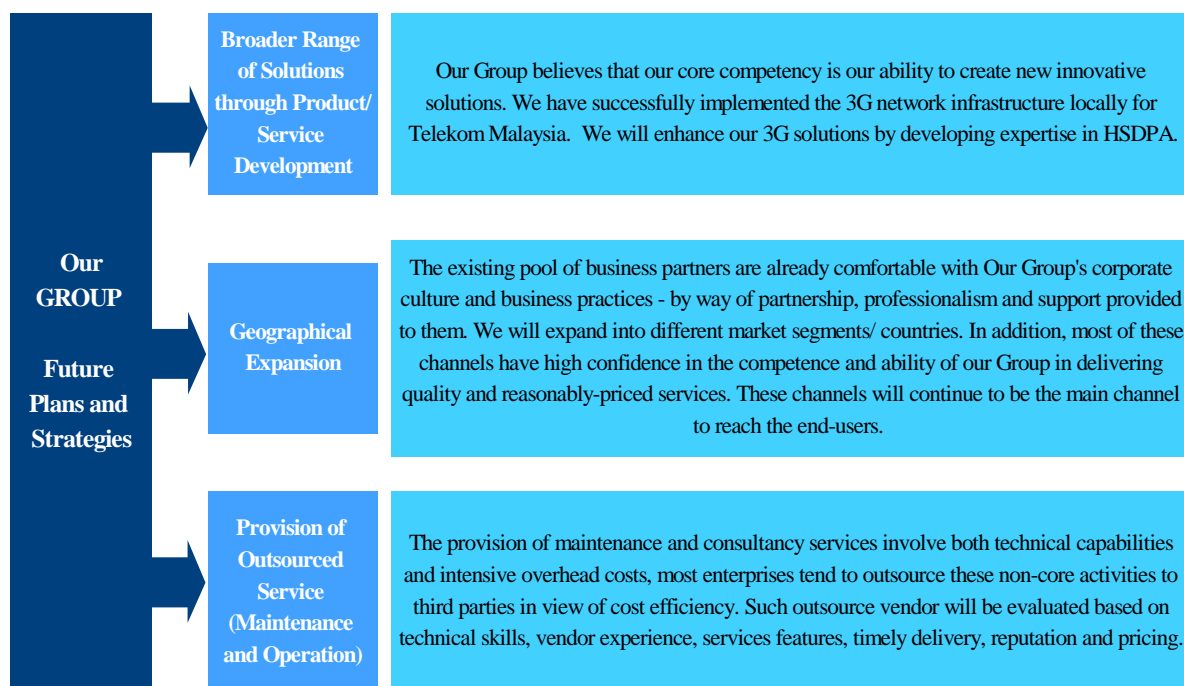 Our
GROUP
Future
Plans and
Strategies
Broader Range
of Solutions
through Product/
Service
Development
Our Group believes that our core competency is our ability to create new innovative
solutions. We have successfully implemented the 3G network infrastructure locally for
Telekom Malaysia.  We will enhance our 3G solutions by developing expertise in HSDPA.
Geographical
Expansion
The existing pool of business partners are already comfortable with Our Group's corporate
culture and business practices - by way of partnership, professionalism and support provided
to them. We will expand into different market segments/ countries. In addition, most of these
channels have high confidence in the competence and ability of our Group in delivering
quality and reasonably-priced services. These channels will continue to be the main channel
to reach the end-users.
Provision of
Outsourced
Service
(Maintenance
and Operation)
The provision of maintenance and consultancy services involve both technical capabilities
and intensive overhead costs, most enterprises tend to outsource these non-core activities to
third parties in view of cost efficiency. Such outsource vendor will be evaluated based on
technical skills, vendor experience, services features, timely delivery, reputation and pricing.